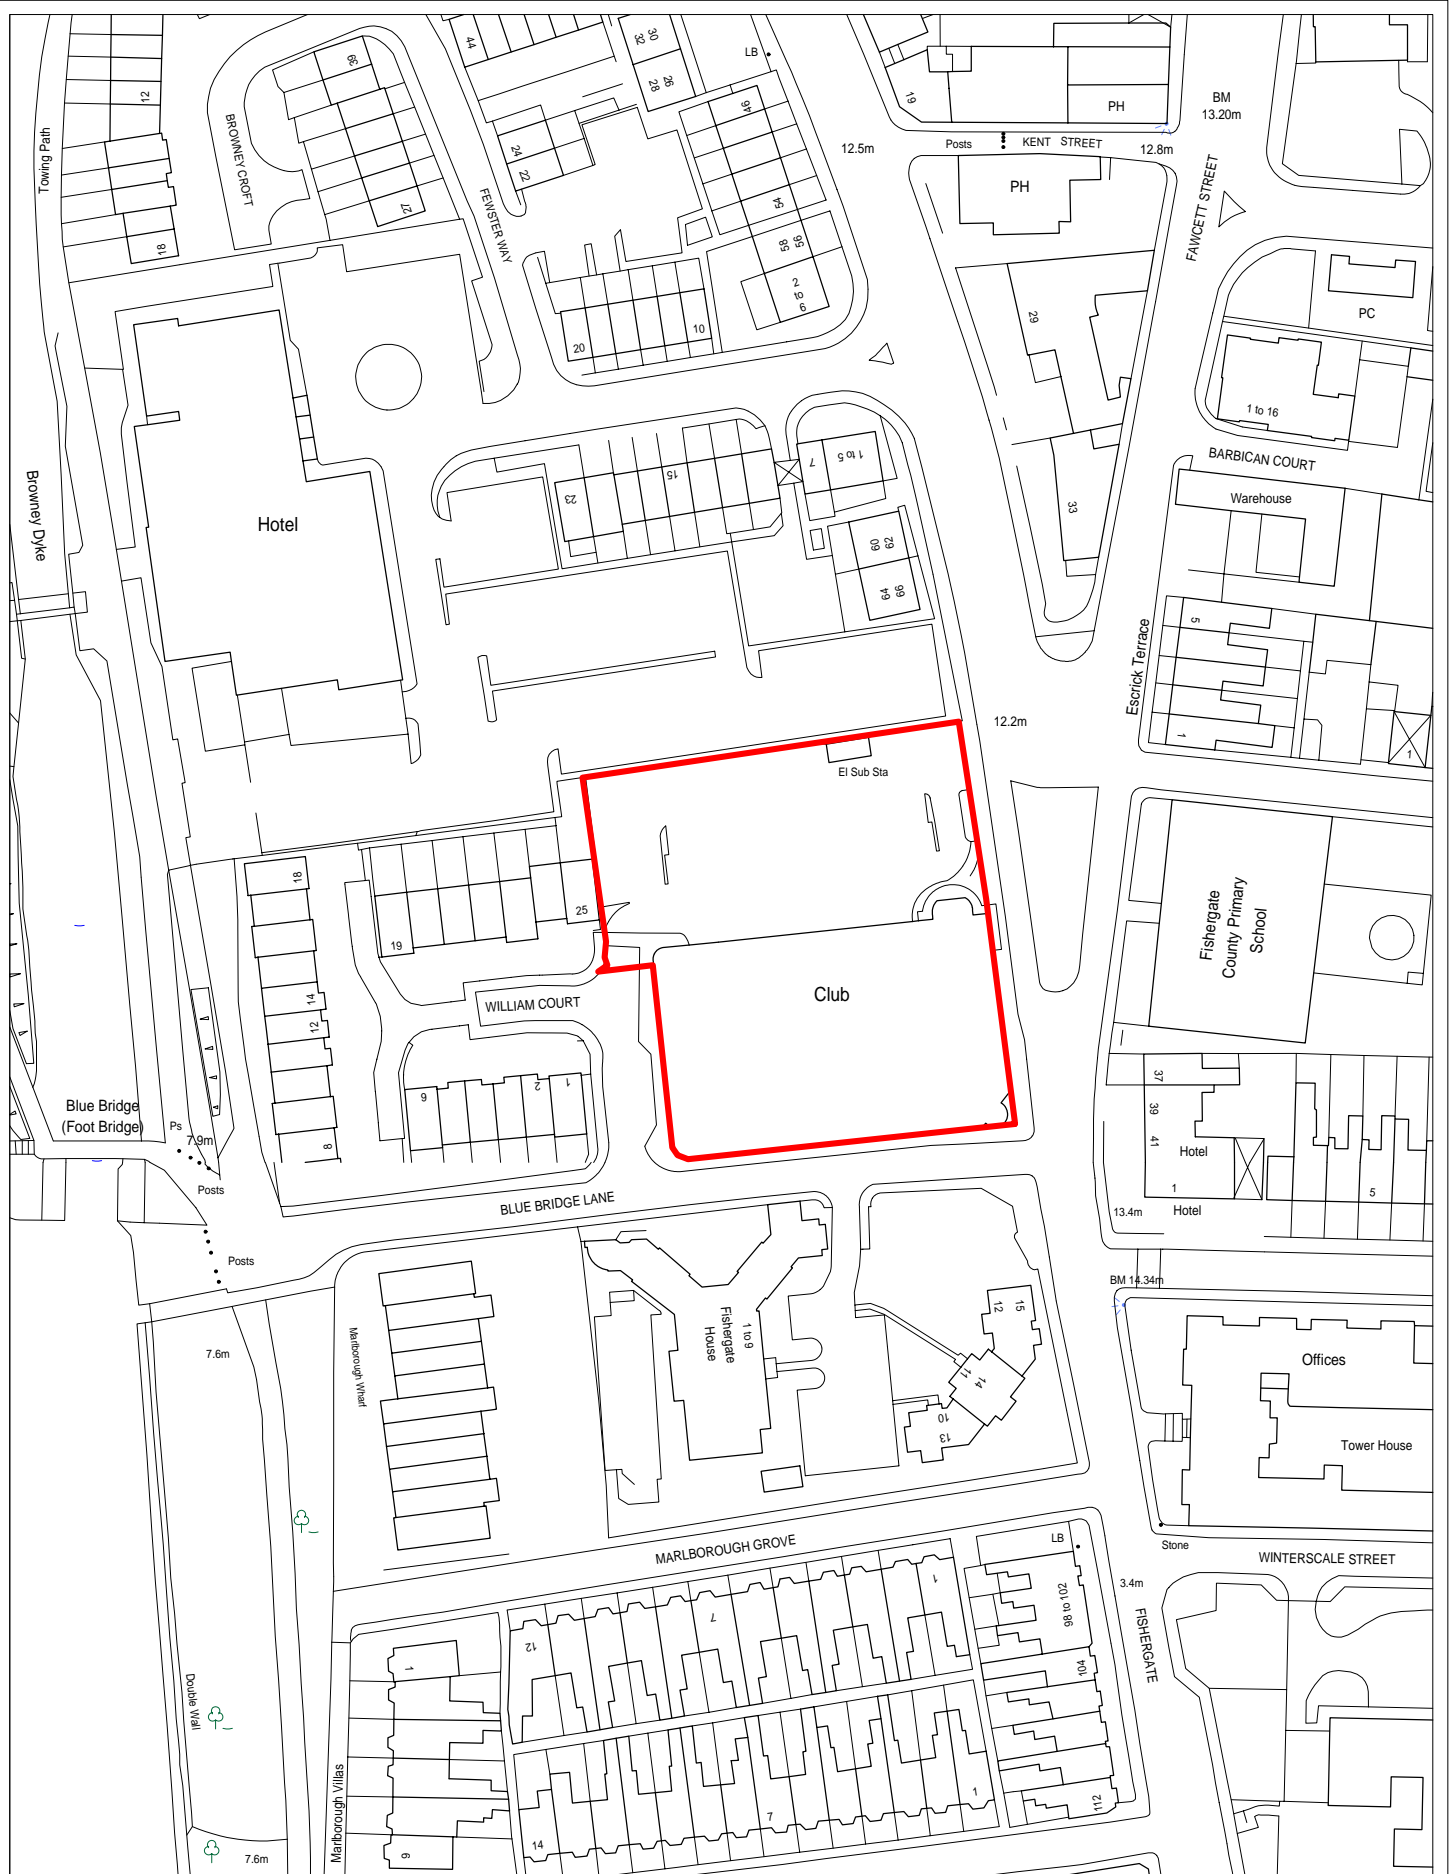 44
30
32
26
28
LB
39
12
BROWNEY CROFT
Towing Path
19
PH
BM
13.20m
46
24
22
12.5m
Posts
KENT STREET
12.8m
PH
FAWCETT STREET
27
18
FEWSTER WAY
54
56
58
2
to
6
20
10
29
PC
1 to 16
BARBICAN COURT
Warehouse
Hotel
Browney Dyke
23
15
7
1 to 5
33
62
60
66
64
5
Escrick Terrace
1
1
12.2m
El Sub Sta
18
25
19
Fishergate
County Primary
School
Club
14
12
WILLIAM COURT
Blue Bridge
(Foot Bridge)
Ps
7.9m
Posts
8
9
2
1
37
39
41
Hotel
1
Hotel
5
13.4m
BLUE BRIDGE LANE
Posts
BM 14.34m
7.6m
Marlborough Wharf
1 to 9
Fishergate
House
15
12
11
14
10
13
Offices
Tower House
Stone
MARLBOROUGH GROVE
LB
WINTERSCALE STREET
3.4m
98 to 102
FISHERGATE
12
7
1
104
1
Double Wall
Marlborough Villas
9
14
7
1
112
7.6m